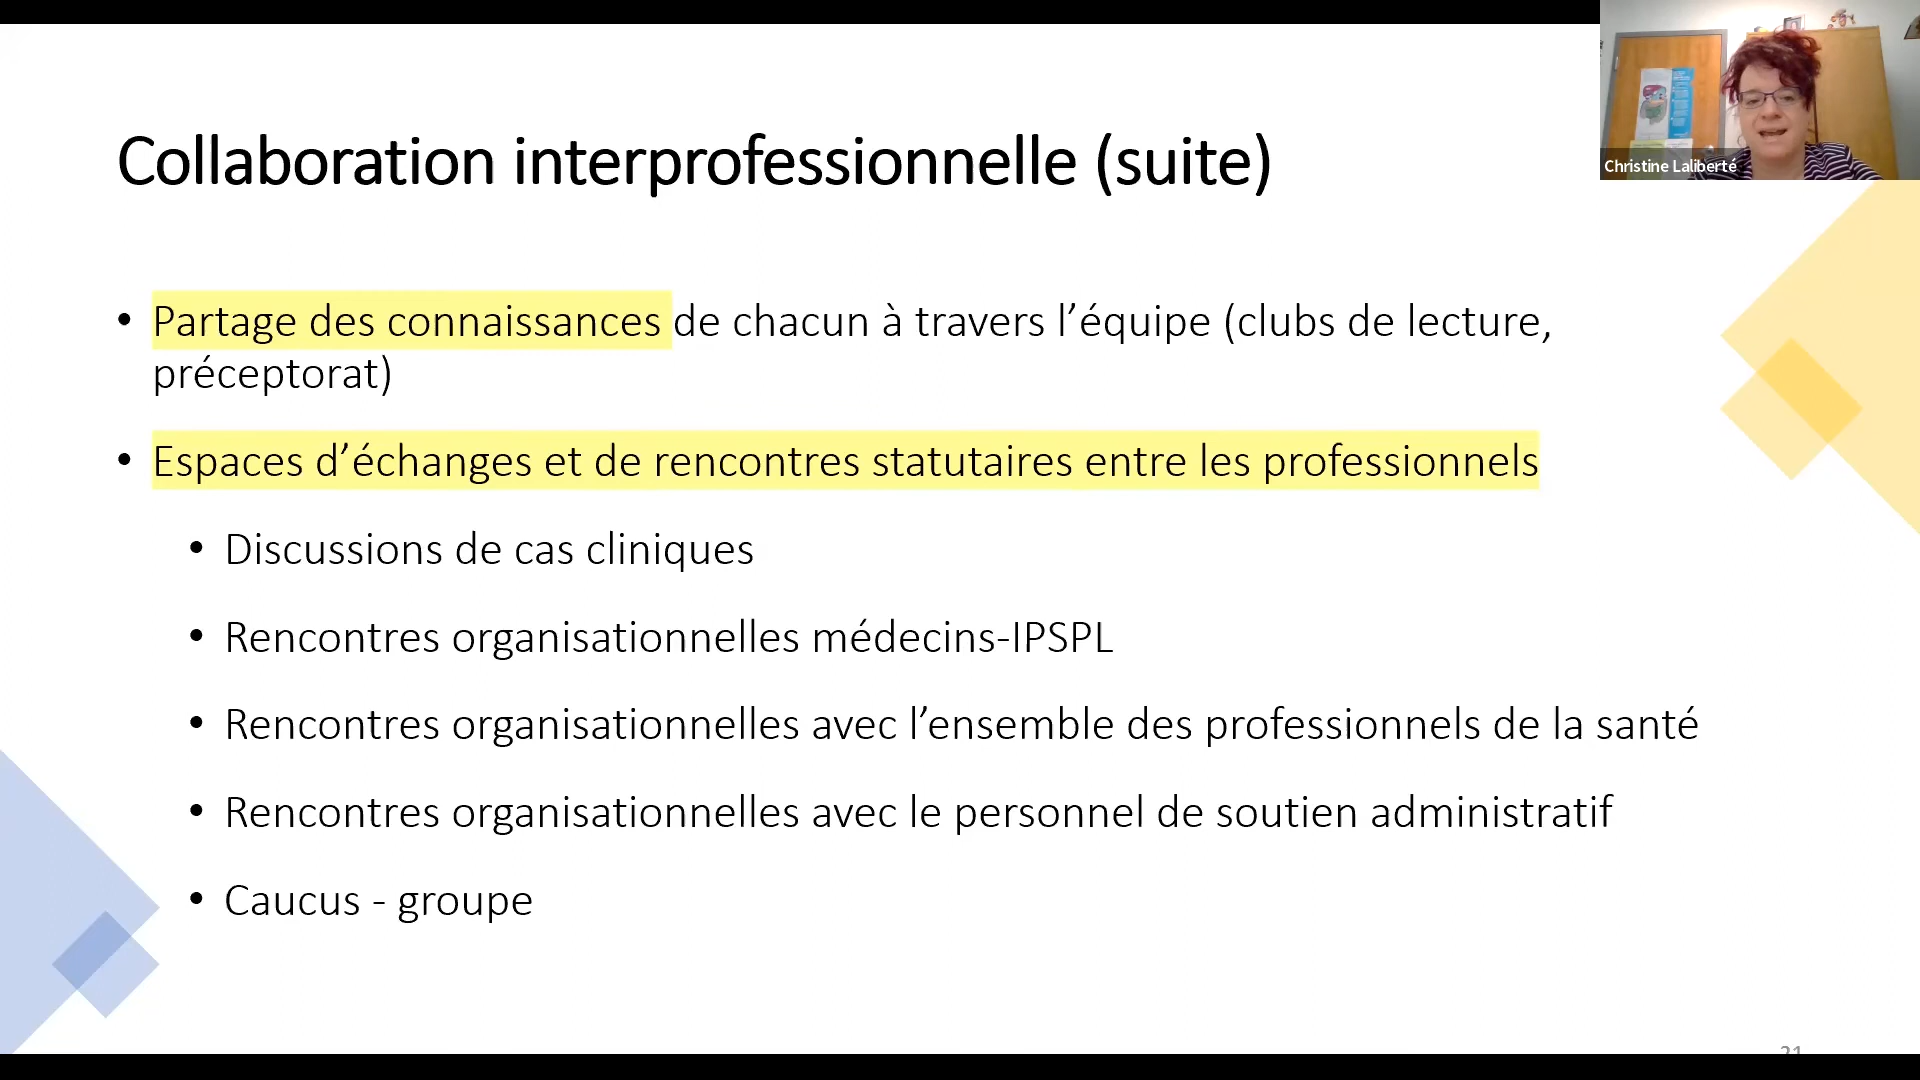 Collaboration interprofessionnelle (suite)
Christine Laliberté
• Partage des connaissances de chacun à travers l’équipe (clubs de lecture,
préceptorat)
• Espaces d’échanges et de rencontres statutaires entre les professionnels
• Discussions de cas cliniques
• Rencontres organisationnelles médecins-IPSPL
• Rencontres organisationnelles avec l’ensemble des professionnels de la santé
• Rencontres organisationnelles avec le personnel de soutien administratif
• Caucus - groupe